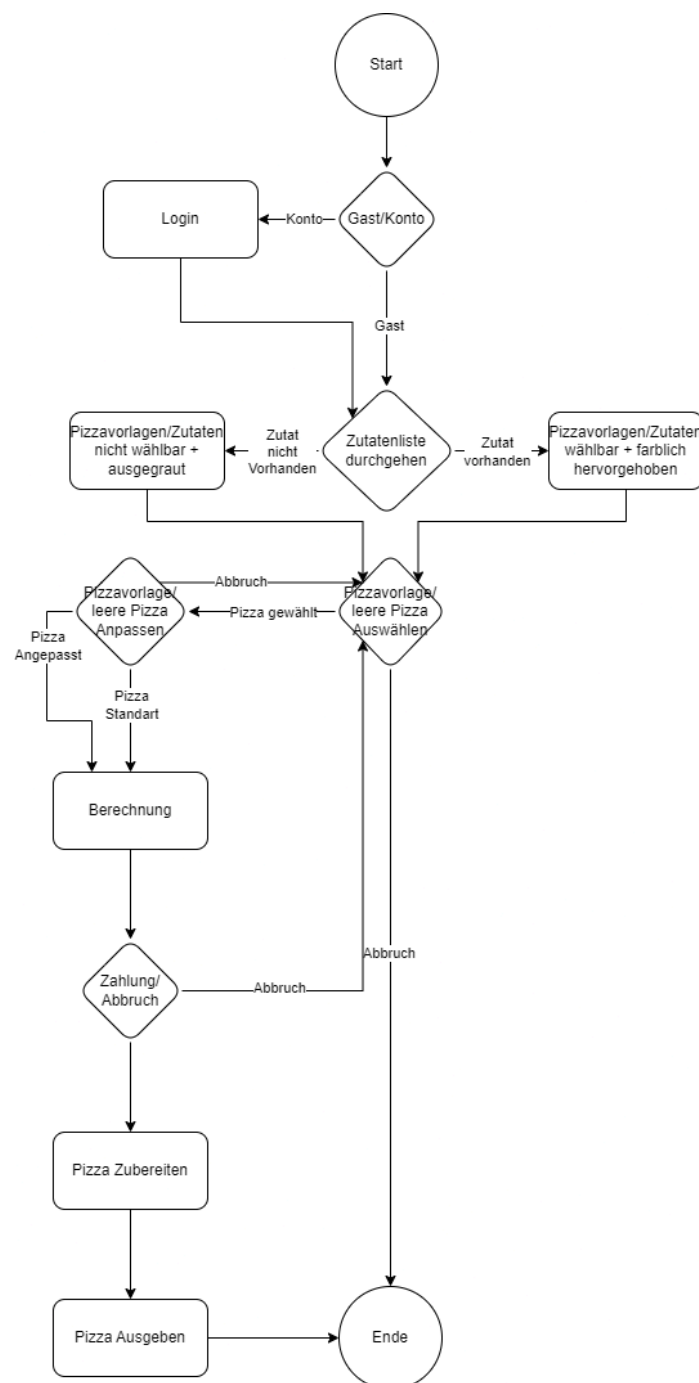 Start
Login
Konto
Gast/Konto
Gast
Pizzavorlagen/Zutaten
nicht wählbar +
ausgegraut
Zutat
nicht
Vorhanden
Zutatenliste
durchgehen
Zutat
vorhanden
Pizzavorlagen/Zutaten
wählbar + farblich
hervorgehoben
Pizzavorlage/
leere Pizza
Anpassen
Abbruch
Pizza gewählt
Pizzavorlage/
leere Pizza
Auswählen
Pizza
Angepasst
Pizza
Standart
Berechnung
Abbruch
Zahlung/
Abbruch
Abbruch
Pizza Zubereiten
Pizza Ausgeben
Ende